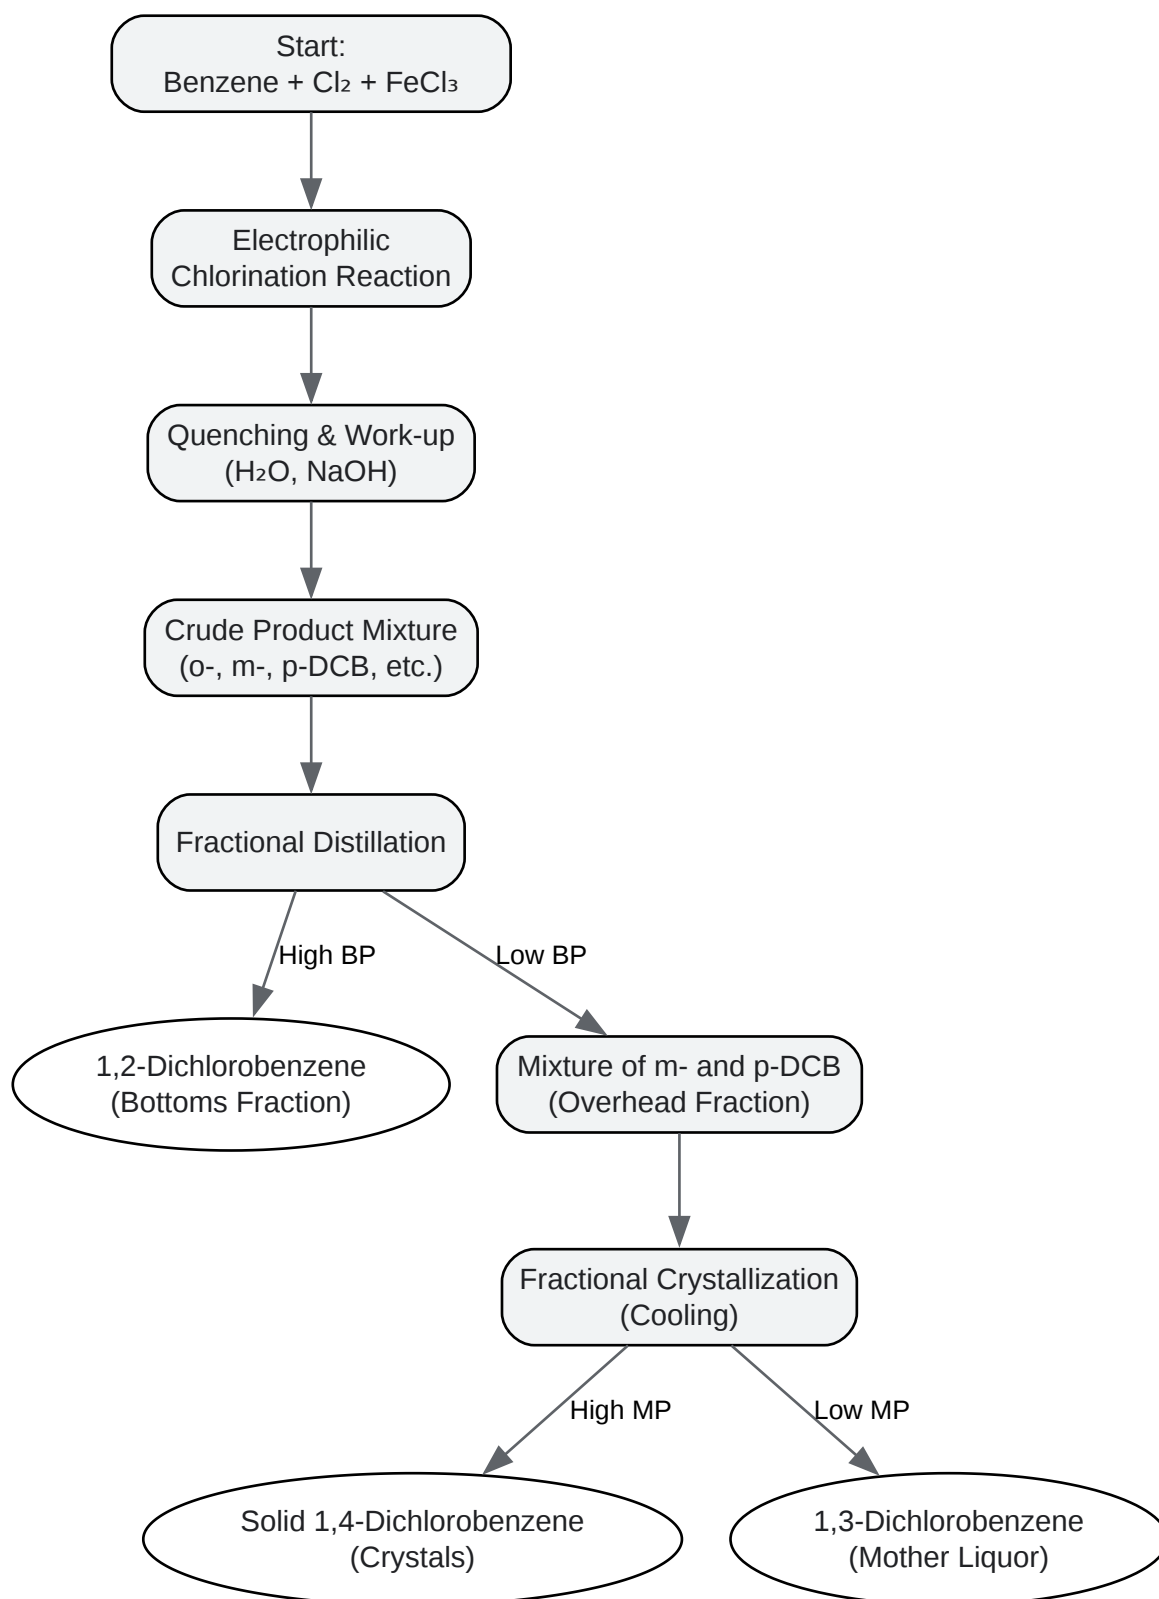 Start:
Benzene + Cl₂ + FeCl₃
Electrophilic
Chlorination Reaction
Quenching & Work-up
(H₂O, NaOH)
Crude Product Mixture
(o-, m-, p-DCB, etc.)
Fractional Distillation
High BP
Low BP
1,2-Dichlorobenzene
(Bottoms Fraction)
Mixture of m- and p-DCB
(Overhead Fraction)
Fractional Crystallization
(Cooling)
High MP
Low MP
Solid 1,4-Dichlorobenzene
(Crystals)
1,3-Dichlorobenzene
(Mother Liquor)